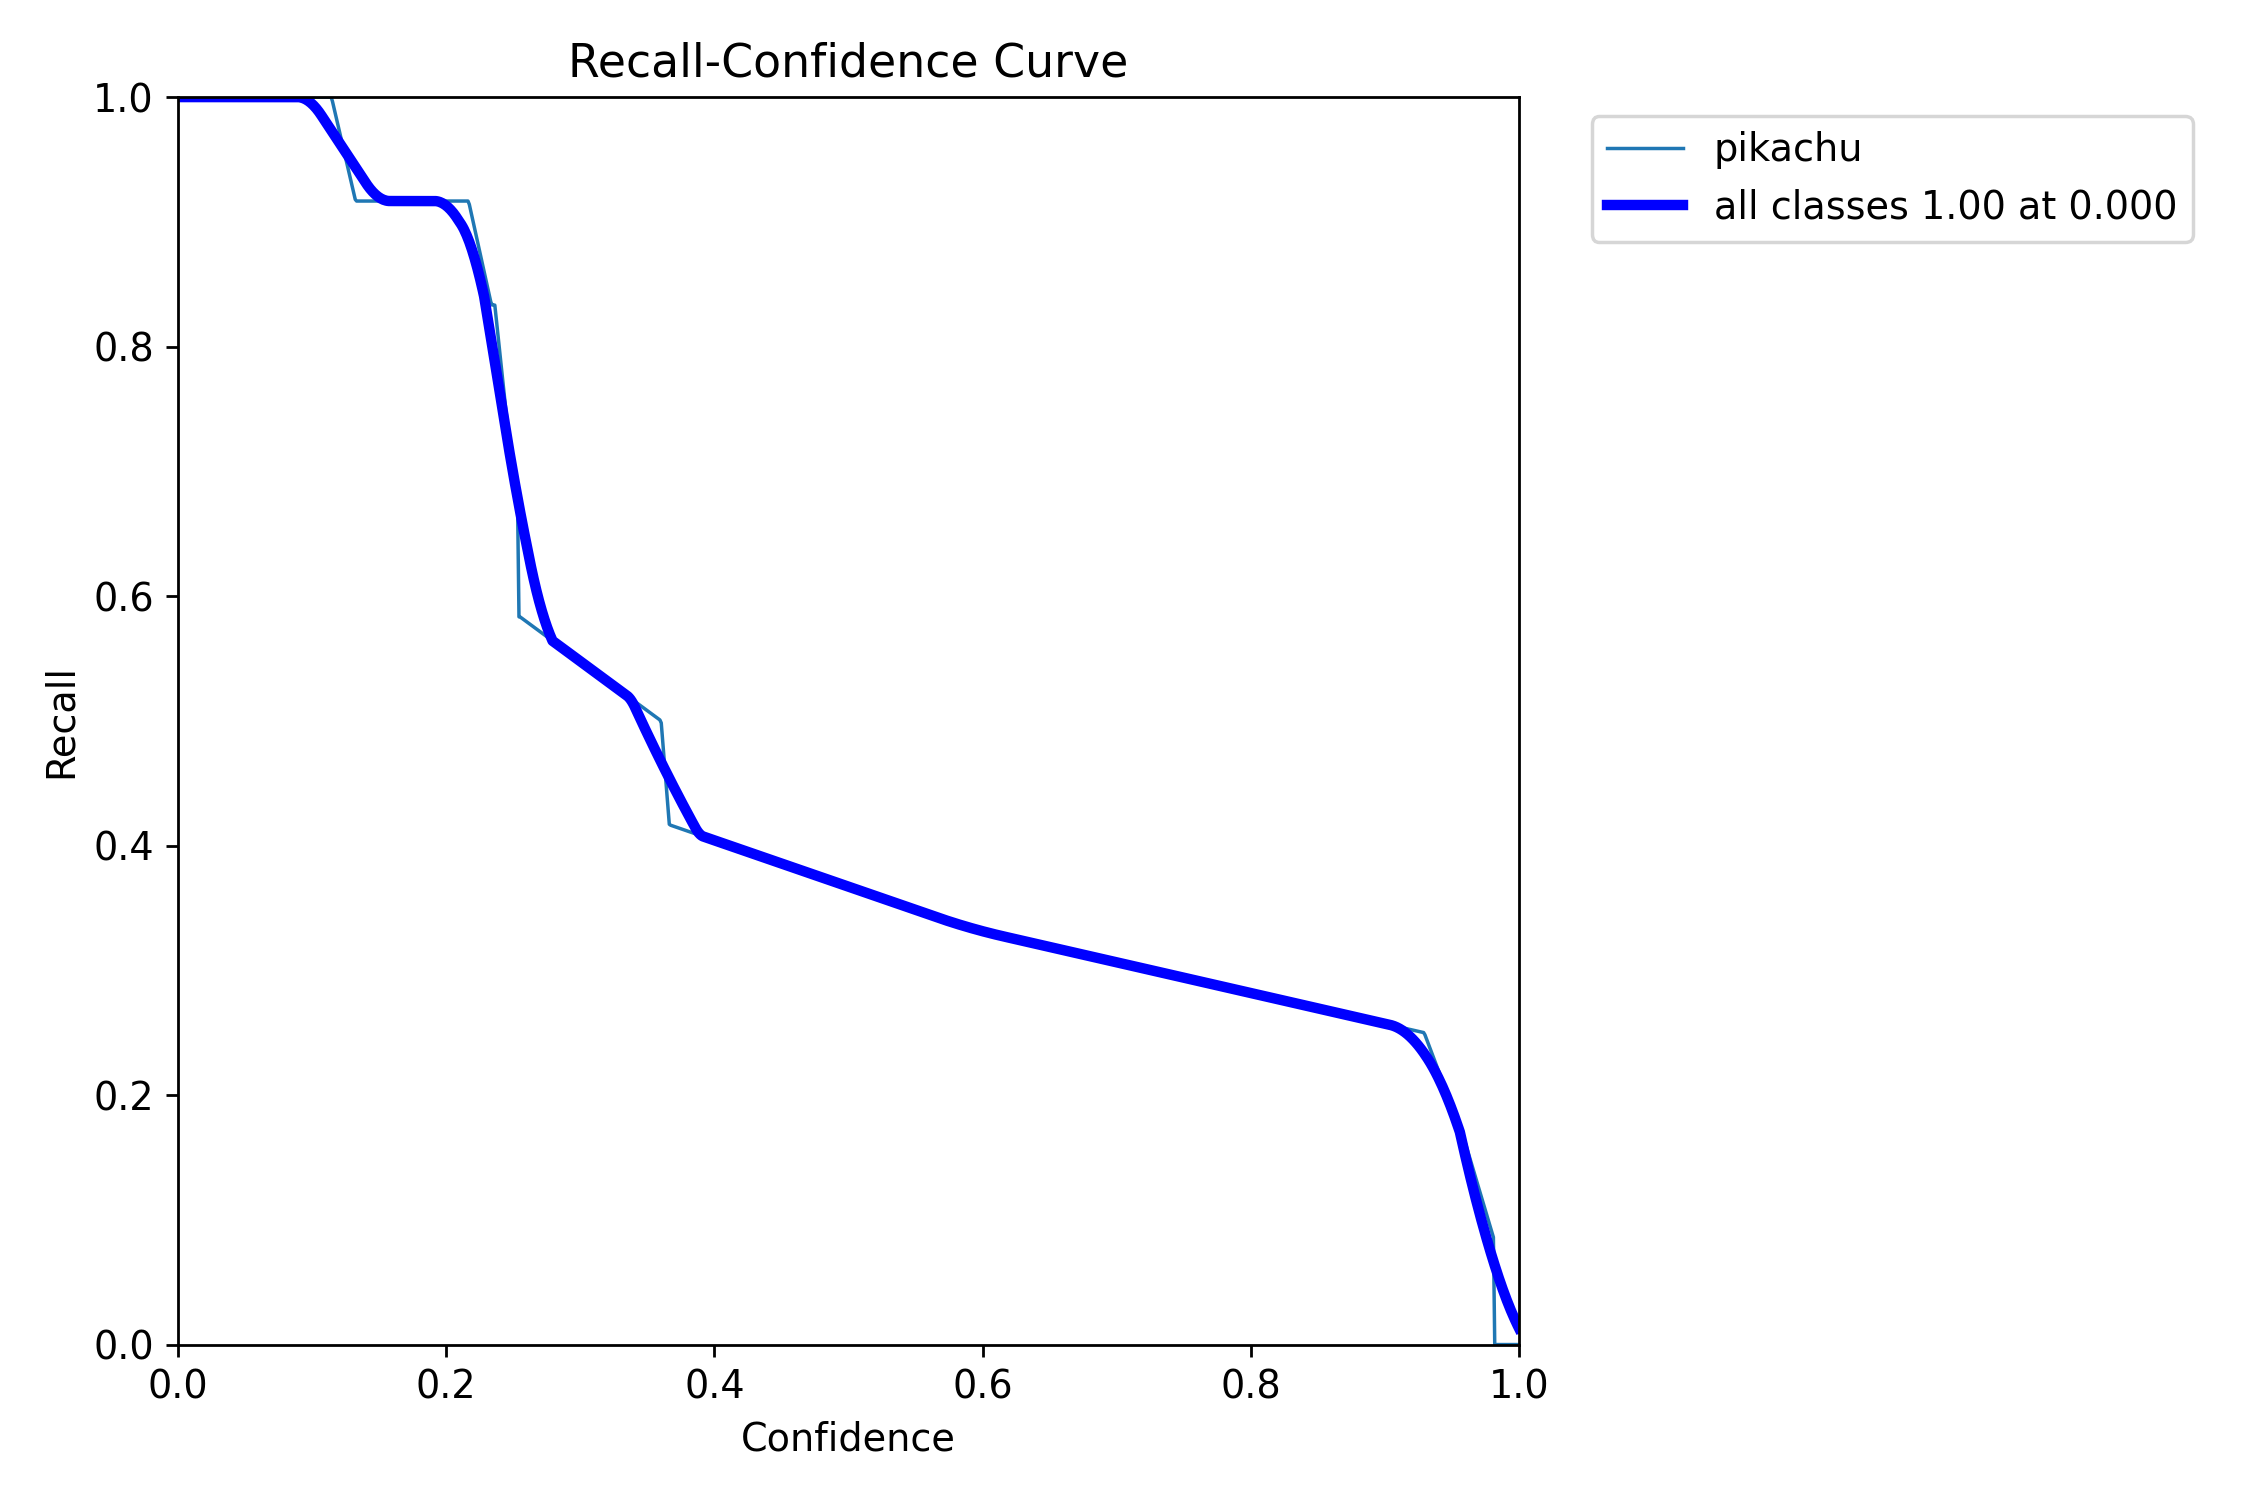 Recall-Confidence Curve
1.0
0.8
0.6
0.4
0.2
0.0
Recall
0.0 0.2 0.4 0.6 0.8 1.0
Confidence
pikachu
all classes 1.00 at 0.000